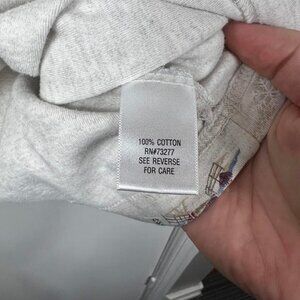 100% COTTON
RN#73277
SEE REVERSE
FOR CARE